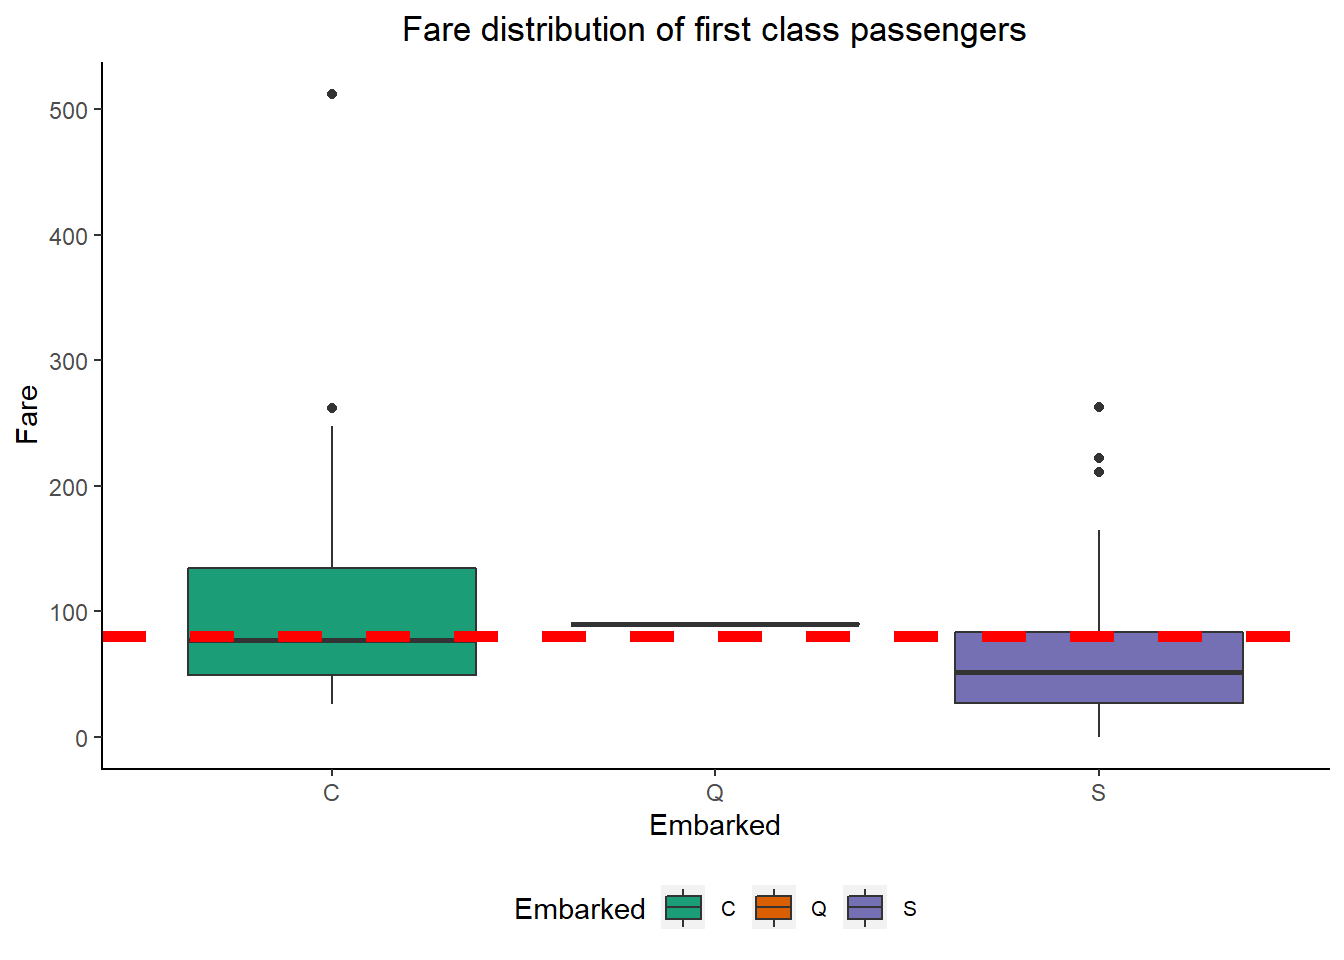 Fare distribution of first class passengers
500
400
300
200
100
0
Fare
C Q S
Embarked
Embarked C Q S